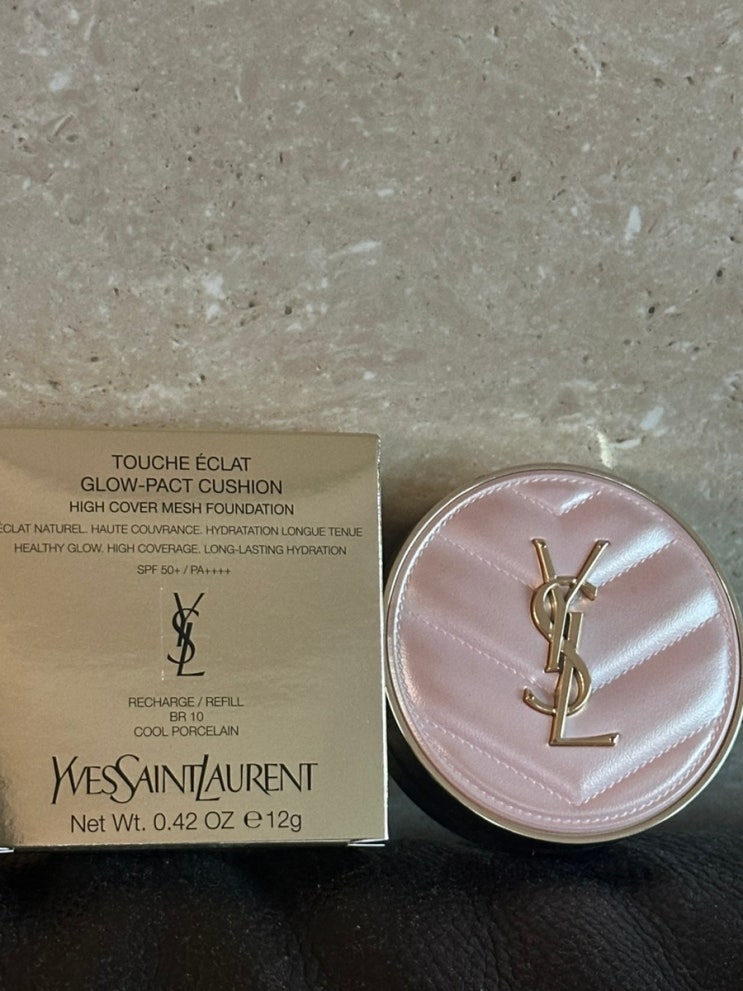 TOUCHE ÉCLAT
GLOW-PACT CUSHION
HIGH COVER MESH FOUNDATION
ÉCLAT NATUREL. HAUTE COUVRANCE. HYDRATATION LONGUE TENUE
HEALTHY GLOW. HIGH COVERAGE. LONG-LASTING HYDRATION
SPF 50+ / PA++++
YSL
RECHARGE / REFILL
BR 10
COOL PORCELAIN
YVESSAINTLAURENT
Net Wt. 0.42 OZ ℮12g
YSL